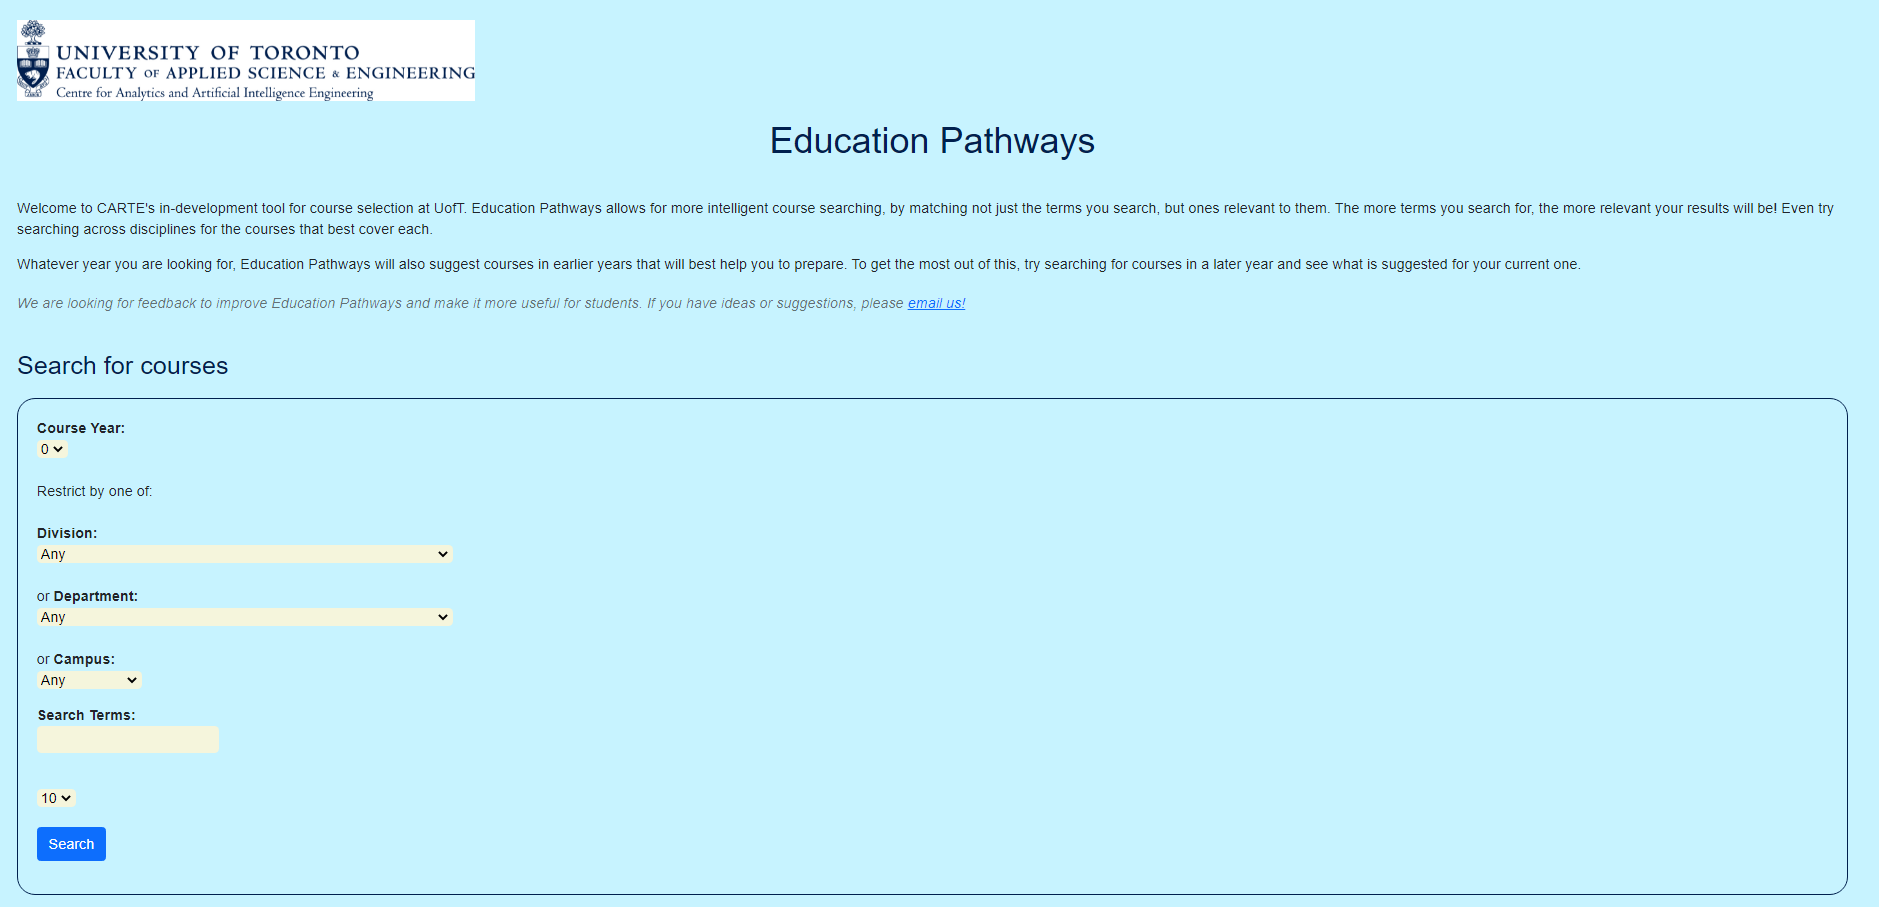 UNIVERSITY OF TORONTO
FACULTY OF APPLIED SCIENCE & ENGINEERING
Centre for Analytics and Artificial Intelligence Engineering
Education Pathways
Welcome to CARTE's in-development tool for course selection at UofT. Education Pathways allows for more intelligent course searching, by matching not just the terms you search, but ones relevant to them. The more terms you search for, the more relevant your results will be! Even try
searching across disciplines for the courses that best cover each.
Whatever year you are looking for, Education Pathways will also suggest courses in earlier years that will best help you to prepare. To get the most out of this, try searching for courses in a later year and see what is suggested for your current one.
We are looking for feedback to improve Education Pathways and make it more useful for students. If you have ideas or suggestions, please email us!
Search for courses
Course Year:
0
Restrict by one of:
Division:
Any
or Department:
Any
or Campus:
Any
Search Terms:
10
Search